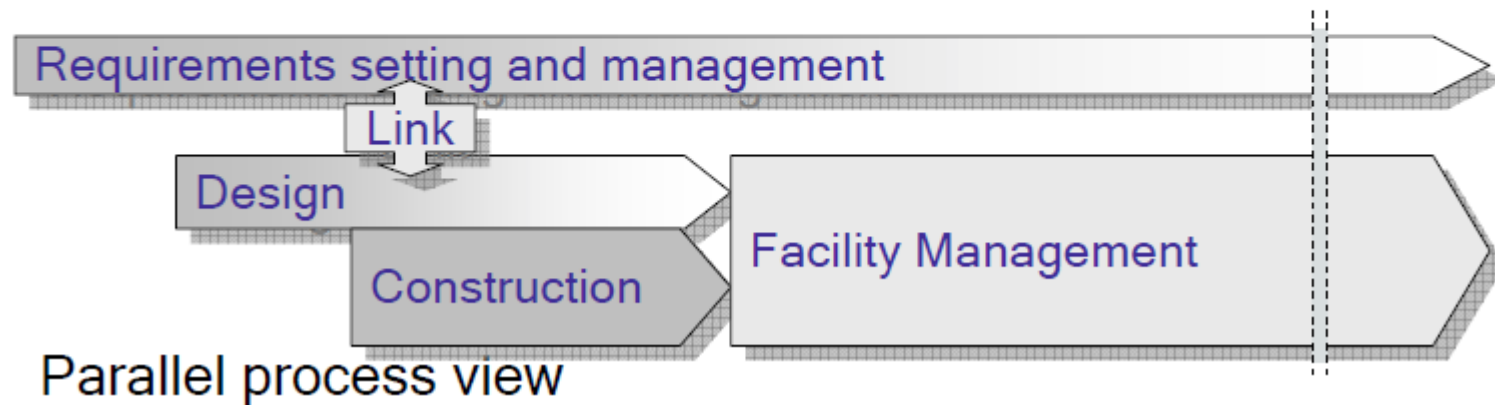 Requirements setting and management
Link
Design
Construction
Facility Management
Parallel process view